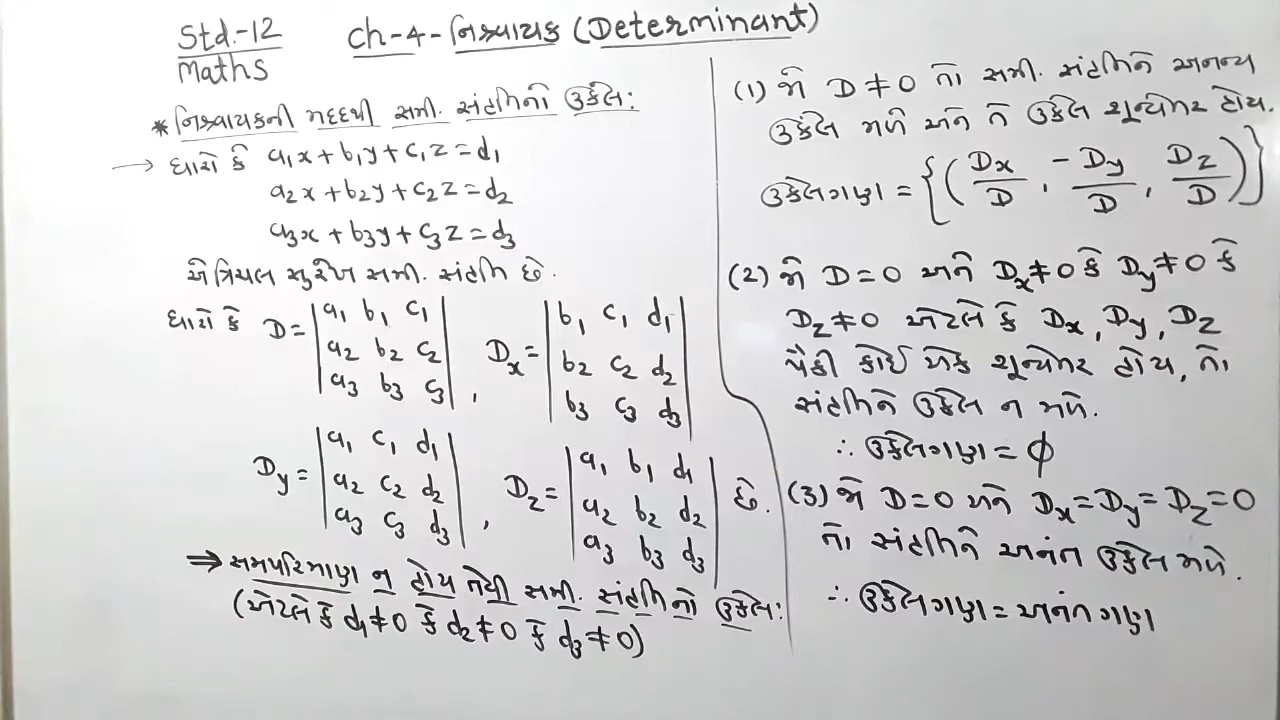 Std.-12
Maths
Ch-4-નિશ્ચાયક (Determinant)
* નિશ્ચાયકની મદદથી સમી. સંહતિનો ઉકેલ:
→ ધારો કે a₁x + b₁y + c₁z = d₁
a₂x + b₂y + c₂z = d₂
a₃x + b₃y + c₃z = d₃
એ ત્રિચલ સુરેખ સમી. સંહતિ છે.
ધારો કે D = |a₁ b₁ c₁; a₂ b₂ c₂; a₃ b₃ c₃|, Dx = |b₁ c₁ d₁; b₂ c₂ d₂; b₃ c₃ d₃|
Dy = |a₁ c₁ d₁; a₂ c₂ d₂; a₃ c₃ d₃|, Dz = |a₁ b₁ d₁; a₂ b₂ d₂; a₃ b₃ d₃| છે.
⇒ સમપરિમાણ ન હોય તેવી સમી. સંહતિનો ઉકેલ:
(એટલે કે d₁ ≠ 0 કે d₂ ≠ 0 કે d₃ ≠ 0)
(1) જો D ≠ 0 તો સમી. સંહતિને અનન્ય
ઉકેલ મળે અને તે ઉકેલ શૂન્યેતર હોય.
ઉકેલગણ = {(Dx/D, -Dy/D, Dz/D)}
(2) જો D = 0 અને Dx ≠ 0 કે Dy ≠ 0 કે
Dz ≠ 0 એટલે કે Dx, Dy, Dz
પૈકી કોઈ એક શૂન્યેતર હોય, તો
સંહતિને ઉકેલ ન મળે.
∴ ઉકેલગણ = ϕ
(3) જો D = 0 અને Dx = Dy = Dz = 0
તો સંહતિને અનંત ઉકેલ મળે.
∴ ઉકેલગણ = અનંત ગણ